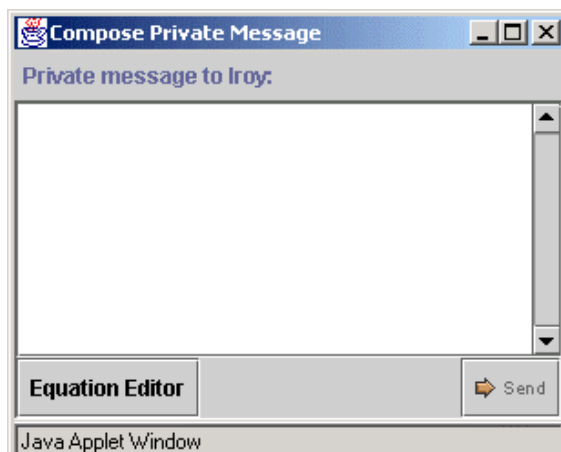 Compose Private Message
Private message to lroy:
Equation Editor
Send
Java Applet Window